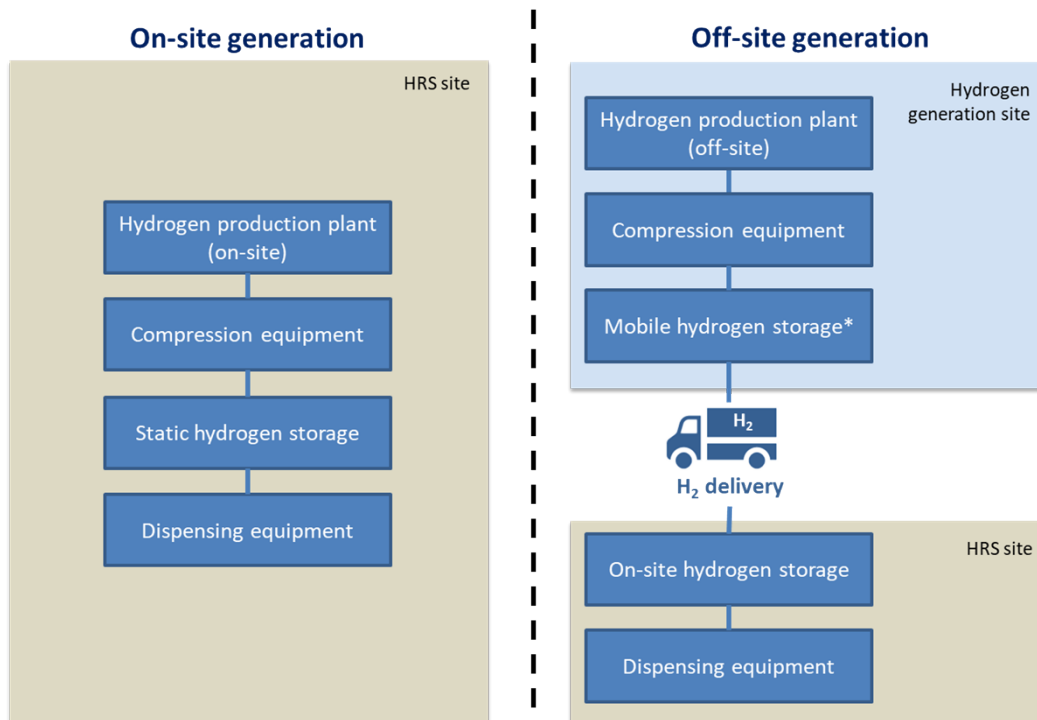 On-site generation
HRS site
Hydrogen production plant
(on-site)
Compression equipment
Static hydrogen storage
Dispensing equipment
Off-site generation
Hydrogen
generation site
Hydrogen production plant
(off-site)
Compression equipment
Mobile hydrogen storage*
H₂
H₂ delivery
HRS site
On-site hydrogen storage
Dispensing equipment